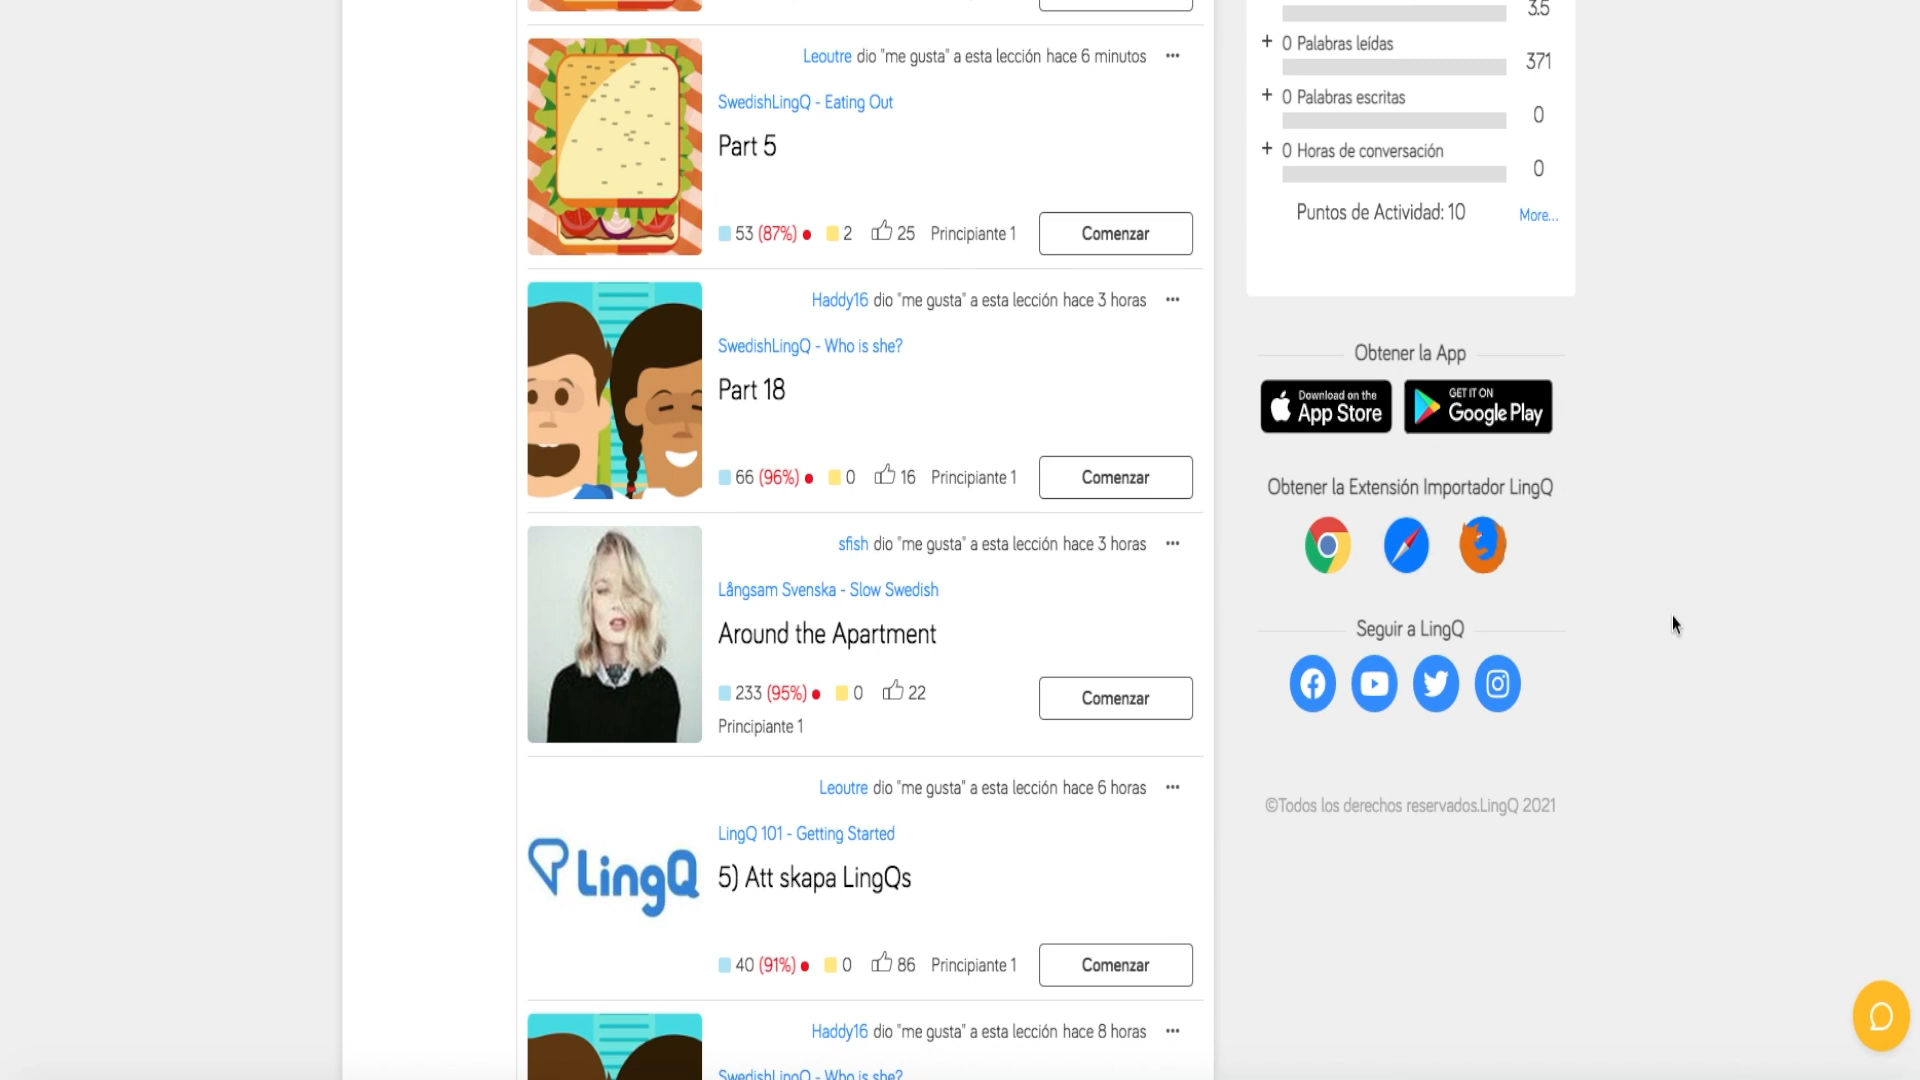 Leoutre dio "me gusta" a esta lección hace 6 minutos
SwedishLingQ - Eating Out
Part 5
53 (87%) 2 25 Principiante 1 Comenzar
Haddy16 dio "me gusta" a esta lección hace 3 horas
SwedishLingQ - Who is she?
Part 18
66 (96%) 0 16 Principiante 1 Comenzar
sfish dio "me gusta" a esta lección hace 3 horas
Långsam Svenska - Slow Swedish
Around the Apartment
233 (95%) 0 22
Principiante 1
Comenzar
Leoutre dio "me gusta" a esta lección hace 6 horas
LingQ
LingQ 101 - Getting Started
5) Att skapa LingQs
40 (91%) 0 86 Principiante 1 Comenzar
Haddy16 dio "me gusta" a esta lección hace 8 horas
SwedishLingQ - Who is she?
3.5
+ 0 Palabras leídas
371
+ 0 Palabras escritas
0
+ 0 Horas de conversación
0
Puntos de Actividad: 10 More...
Obtener la App
Download on the
App Store
GET IT ON
Google Play
Obtener la Extensión Importador LingQ
Seguir a LingQ
©Todos los derechos reservados.LingQ 2021